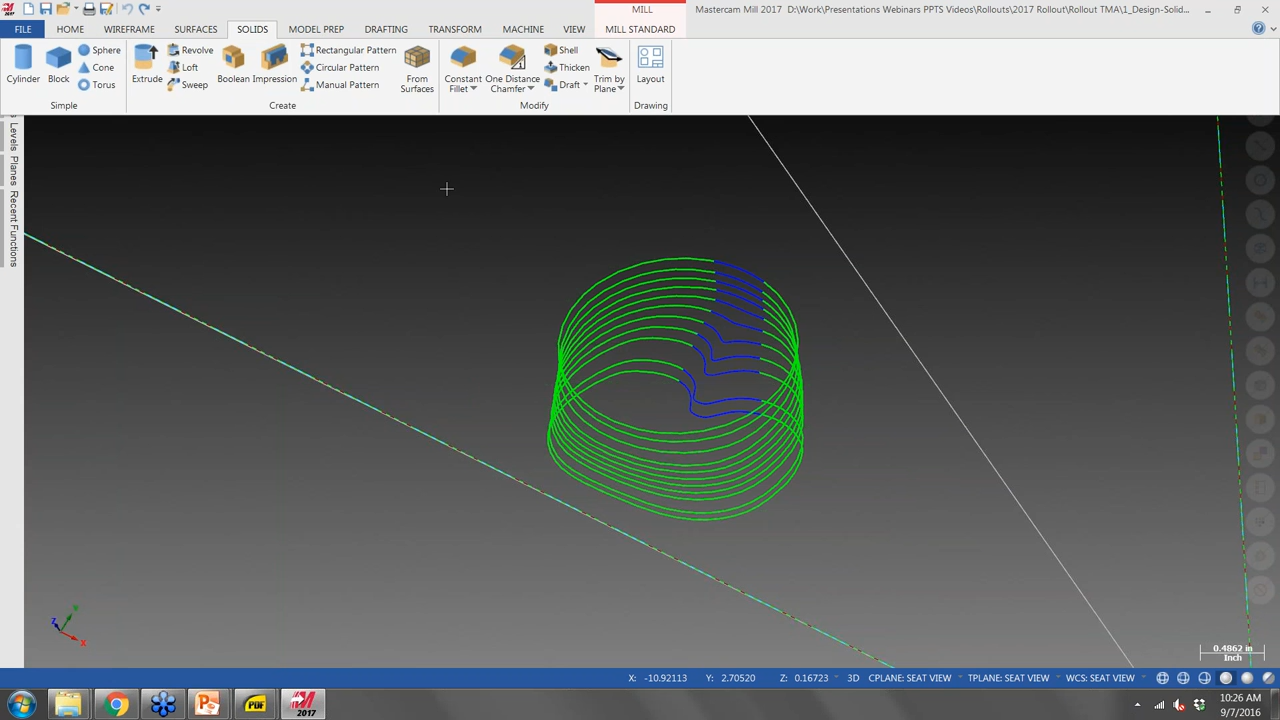 MILL
Mastercam Mill 2017 D:\Work\Presentations Webinars PPTS Videos\Rollouts\2017 Rollout\Rollout TMA\1_Design-Solid...
FILE HOME WIREFRAME SURFACES SOLIDS MODEL PREP DRAFTING TRANSFORM MACHINE VIEW MILL STANDARD
Sphere Revolve Rectangular Pattern Shell
Cone Loft Circular Pattern Thicken
Cylinder Block Extrude Boolean Impression From Surfaces Constant Fillet One Distance Chamfer Trim by Plane Layout
Torus Sweep Manual Pattern Draft
Simple Create Modify Drawing
Levels
Planes
Recent Functions
Z Y X
0.4862 in
Inch
X: -10.92113 Y: 2.70520 Z: 0.16723 3D CPLANE: SEAT VIEW TPLANE: SEAT VIEW WCS: SEAT VIEW
PDF
2017
10:26 AM
9/7/2016